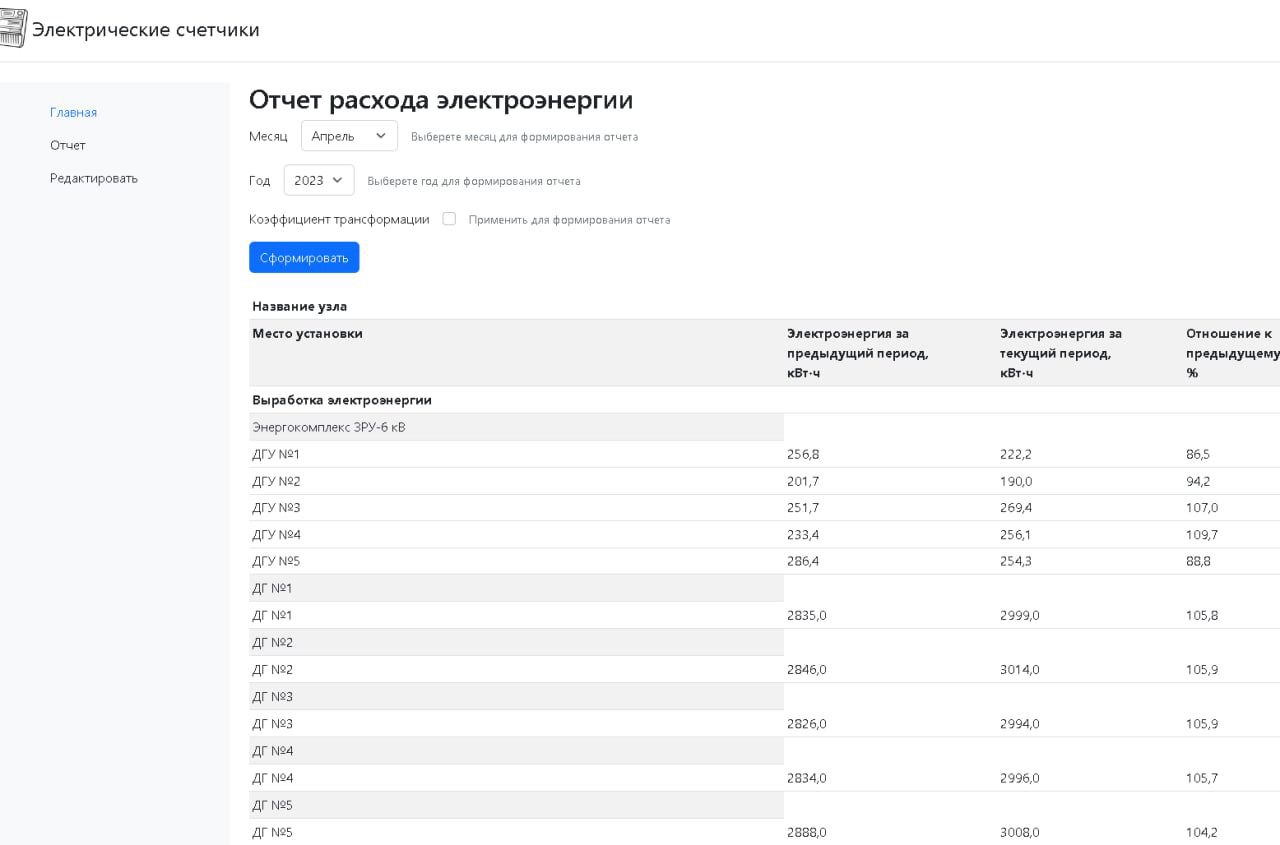 Электрические счетчики
Главная
Отчет
Редактировать
Отчет расхода электроэнергии
Месяц Апрель Выберете месяц для формирования отчета
Год 2023 Выберете год для формирования отчета
Коэффициент трансформации Применить для формирования отчета
Сформировать
Название узла
Место установки Электроэнергия за предыдущий период, кВт·ч Электроэнергия за текущий период, кВт·ч Отношение к предыдущему %
Выработка электроэнергии
Энергокомплекс ЗРУ-6 кВ
ДГУ №1 256,8 222,2 86,5
ДГУ №2 201,7 190,0 94,2
ДГУ №3 251,7 269,4 107,0
ДГУ №4 233,4 256,1 109,7
ДГУ №5 286,4 254,3 88,8
ДГ №1
ДГ №1 2835,0 2999,0 105,8
ДГ №2
ДГ №2 2846,0 3014,0 105,9
ДГ №3
ДГ №3 2826,0 2994,0 105,9
ДГ №4
ДГ №4 2834,0 2996,0 105,7
ДГ №5
ДГ №5 2888,0 3008,0 104,2